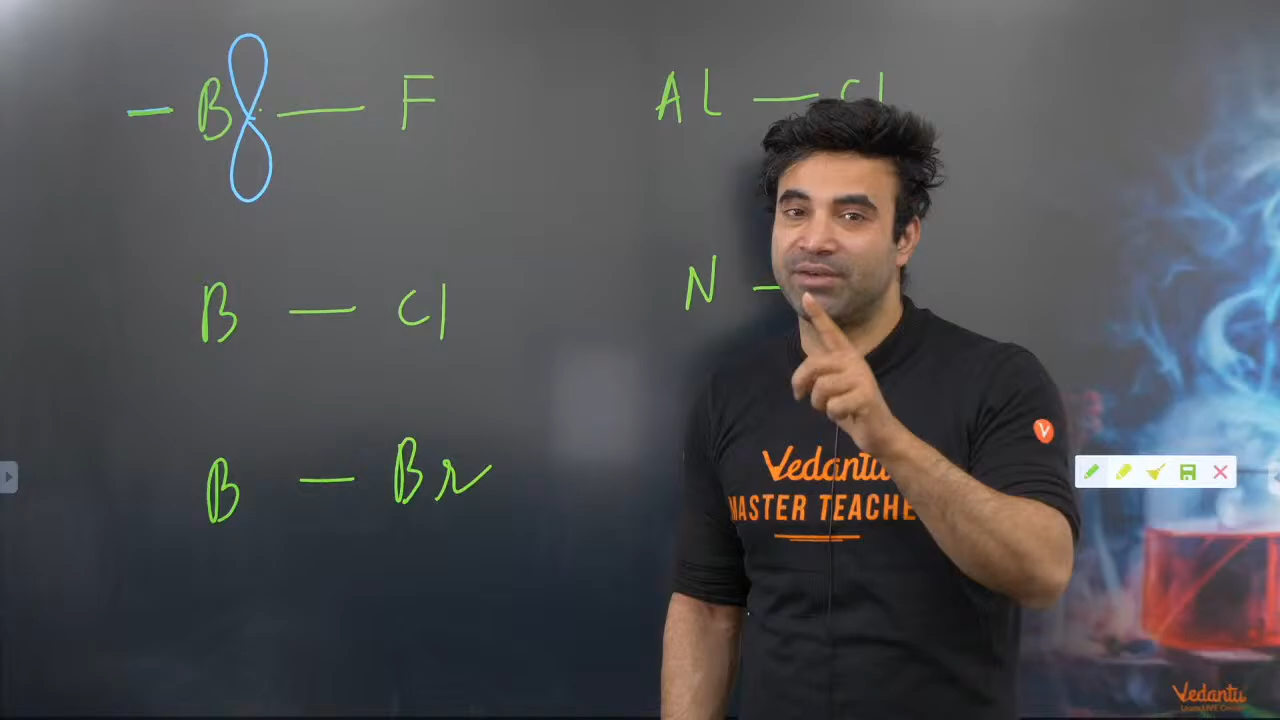 B — F
Al — Cl
B — Cl
N —
B — Br
Vedantu
MASTER TEACHE
V
Vedantu